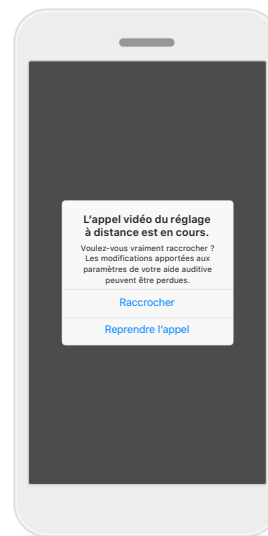 L’appel vidéo du réglage
à distance est en cours.
Voulez-vous vraiment raccrocher ?
Les modifications apportées aux
paramètres de votre aide auditive
peuvent être perdues.
Raccrocher
Reprendre l’appel